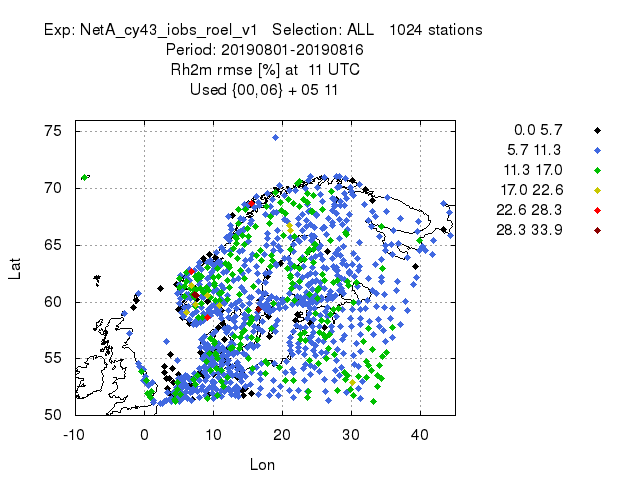 Exp: NetA_cy43_iobs_roel_v1   Selection: ALL   1024 stations
Period: 20190801-20190816
Rh2m rmse [%] at  11 UTC
Used {00,06} + 05 11
0.0 5.7
5.7 11.3
11.3 17.0
17.0 22.6
22.6 28.3
28.3 33.9
75
70
65
60
55
50
Lat
-10 0 10 20 30 40
Lon